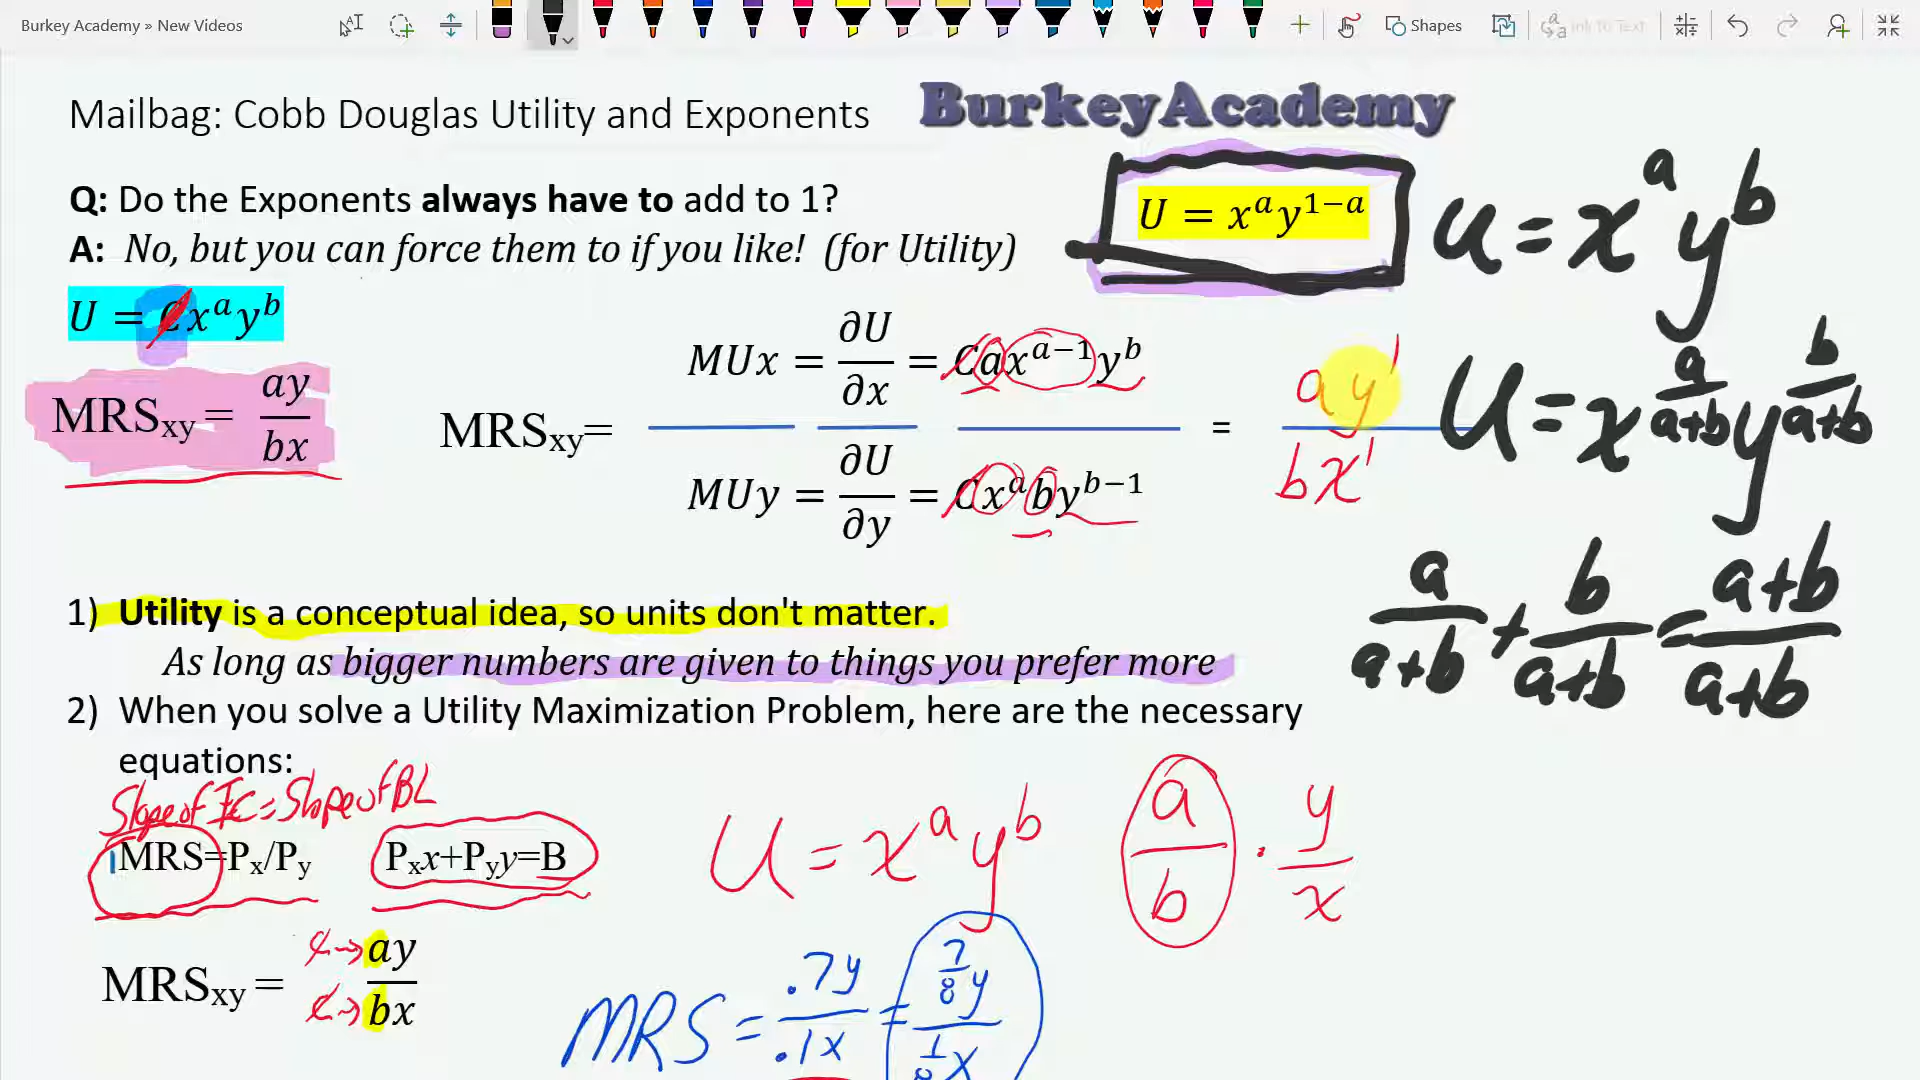 Burkey Academy » New Videos
Shapes
Ink to Text
Mailbag: Cobb Douglas Utility and Exponents
BurkeyAcademy
Q: Do the Exponents always have to add to 1?
A: No, but you can force them to if you like! (for Utility)
U = x^a y^(1−a)
U = x^a y^b
U = Cx^a y^b
MRSxy = ay/bx
MRSxy=
MUx = ∂U/∂x = Cax^(a−1) y^b
MUy = ∂U/∂y = Cx^a by^(b−1)
= ay^1/bx^1
U = x^(a/(a+b)) y^(b/(a+b))
a/(a+b) + b/(a+b) = (a+b)/(a+b)
1) Utility is a conceptual idea, so units don't matter.
As long as bigger numbers are given to things you prefer more
2) When you solve a Utility Maximization Problem, here are the necessary
equations:
Slope of IC = Slope of BL
MRS=Px/Py
Pxx+Pyy=B
U = x^a y^b
a/b · y/x
MRSxy = ay/bx
MRS = .7y/.1x = (7/8 y)/(1/8 x)